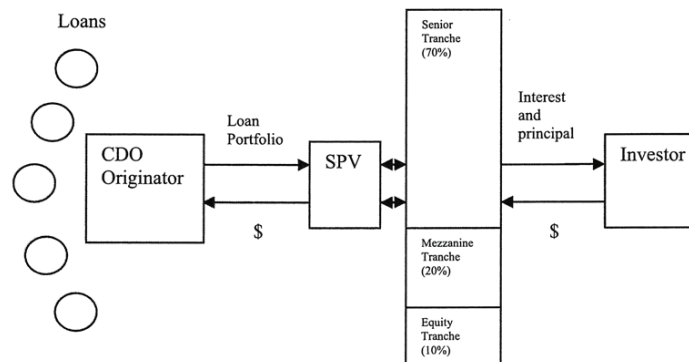 Loans
CDO
Originator
Loan
Portfolio
$
SPV
Senior
Tranche
(70%)
Mezzanine
Tranche
(20%)
Equity
Tranche
(10%)
Interest
and
principal
$
Investor